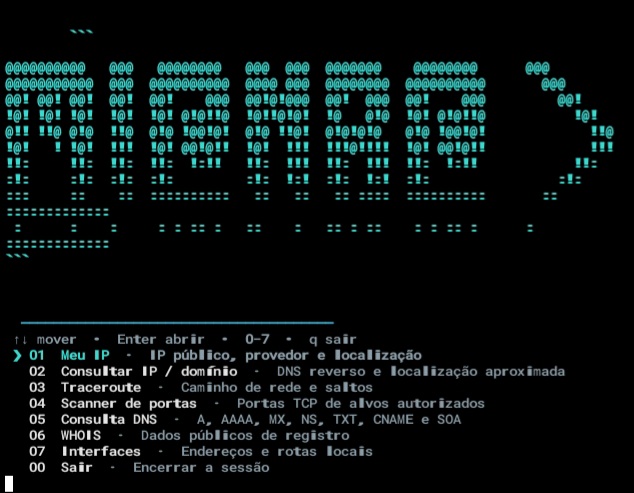 ↑↓ mover · Enter abrir · 0-7 · q sair
❯ 01 Meu IP - IP público, provedor e localização
02 Consultar IP / domínio - DNS reverso e localização aproximada
03 Traceroute - Caminho de rede e saltos
04 Scanner de portas - Portas TCP de alvos autorizados
05 Consulta DNS - A, AAAA, MX, NS, TXT, CNAME e SOA
06 WHOIS - Dados públicos de registro
07 Interfaces - Endereços e rotas locais
00 Sair - Encerrar a sessão